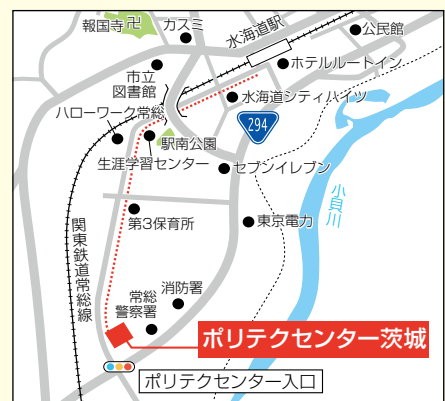 報国寺
カスミ
水海道駅
公民館
市立
図書館
ホテルルートイン
水海道シティハイツ
ハローワーク常総
294
駅南公園
生涯学習センター
セブンイレブン
小貝川
第3保育所
東京電力
関東鉄道常総線
消防署
常総
警察署
ポリテクセンター茨城
ポリテクセンター入口